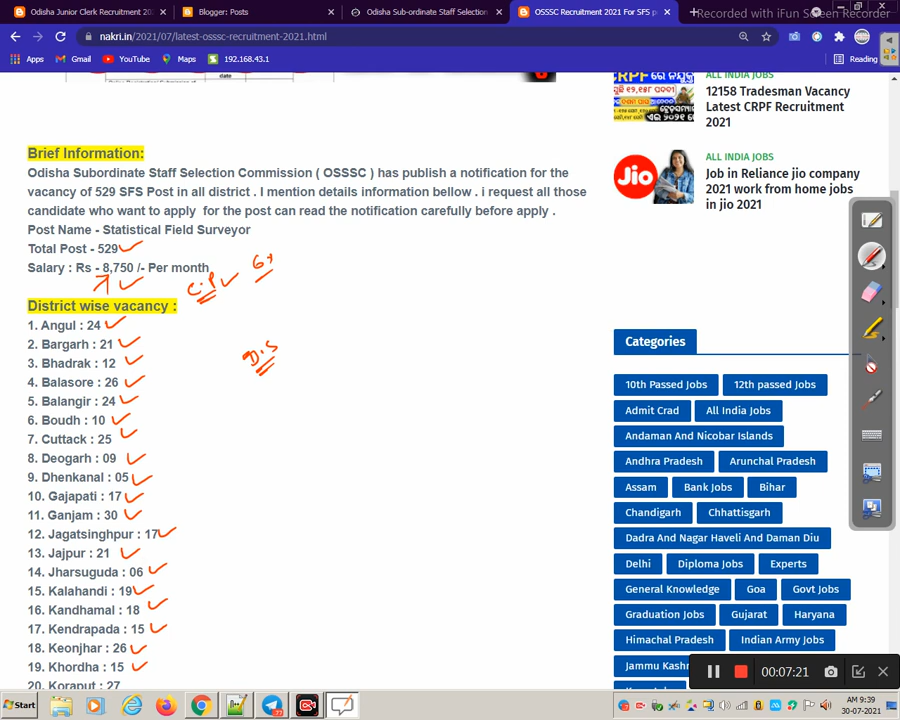 Odisha Junior Clerk Recruitment 20
Blogger: Posts
Odisha Sub-ordinate Staff Selection
OSSSC Recruitment 2021 For SFS p
Recorded with iFun Screen Recorder
nakri.in/2021/07/latest-osssc-recruitment-2021.html
Apps
Gmail
YouTube
Maps
192.168.43.1
Reading
date
ALL INDIA JOBS
12158 Tradesman Vacancy
Latest CRPF Recruitment
2021
CRPF
Brief Information:
Odisha Subordinate Staff Selection Commission ( OSSSC ) has publish a notification for the
vacancy of 529 SFS Post in all district . I mention details information bellow . i request all those
candidate who want to apply for the post can read the notification carefully before apply .
Post Name - Statistical Field Surveyor
Total Post - 529
Salary : Rs - 8,750 /- Per month
C.P
D.S
ALL INDIA JOBS
Job in Reliance jio company
2021 work from home jobs
in jio 2021
Jio
District wise vacancy :
1. Angul : 24
2. Bargarh : 21
3. Bhadrak : 12
4. Balasore : 26
5. Balangir : 24
6. Boudh : 10
7. Cuttack : 25
8. Deogarh : 09
9. Dhenkanal : 05
10. Gajapati : 17
11. Ganjam : 30
12. Jagatsinghpur : 17
13. Jajpur : 21
14. Jharsuguda : 06
15. Kalahandi : 19
16. Kandhamal : 18
17. Kendrapada : 15
18. Keonjhar : 26
19. Khordha : 15
20. Koraput : 27
Categories
10th Passed Jobs
12th passed Jobs
Admit Crad
All India Jobs
Andaman And Nicobar Islands
Andhra Pradesh
Arunchal Pradesh
Assam
Bank Jobs
Bihar
Chandigarh
Chhattisgarh
Dadra And Nagar Haveli And Daman Diu
Delhi
Diploma Jobs
Experts
General Knowledge
Goa
Govt Jobs
Graduation Jobs
Gujarat
Haryana
Himachal Pradesh
Indian Army Jobs
Jammu Kashm
00:07:21
Start
AM 9:39
30-07-2021